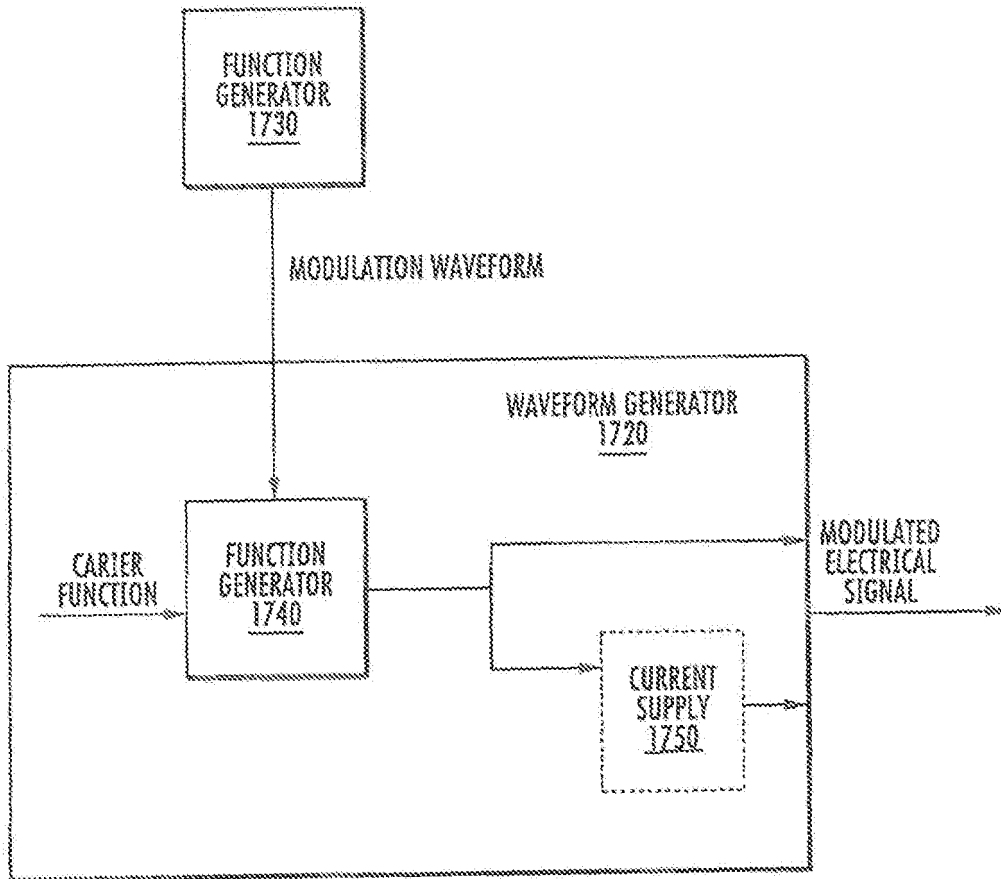 FUNCTION
GENERATOR
1730
MODULATION WAVEFORM
WAVEFORM GENERATOR
1720
CARIER
FUNCTION
FUNCTION
GENERATOR
1740
MODULATED
ELECTRICAL
SIGNAL
CURRENT
SUPPLY
1750